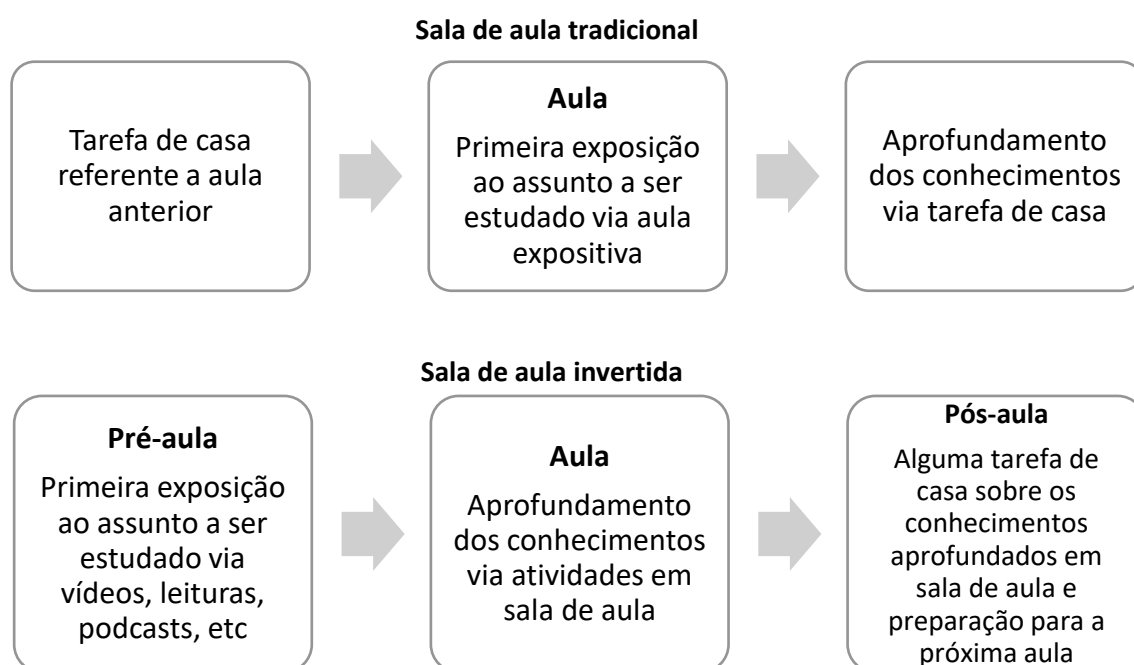 Sala de aula tradicional
Tarefa de casa
referente a aula
anterior
Aula
Primeira exposição
ao assunto a ser
estudado via aula
expositiva
Aprofundamento
dos conhecimentos
via tarefa de casa
Sala de aula invertida
Pré-aula
Primeira exposição
ao assunto a ser
estudado via
vídeos, leituras,
podcasts, etc
Aula
Aprofundamento
dos conhecimentos
via atividades em
sala de aula
Pós-aula
Alguma tarefa de
casa sobre os
conhecimentos
aprofundados em
sala de aula e
preparação para a
próxima aula